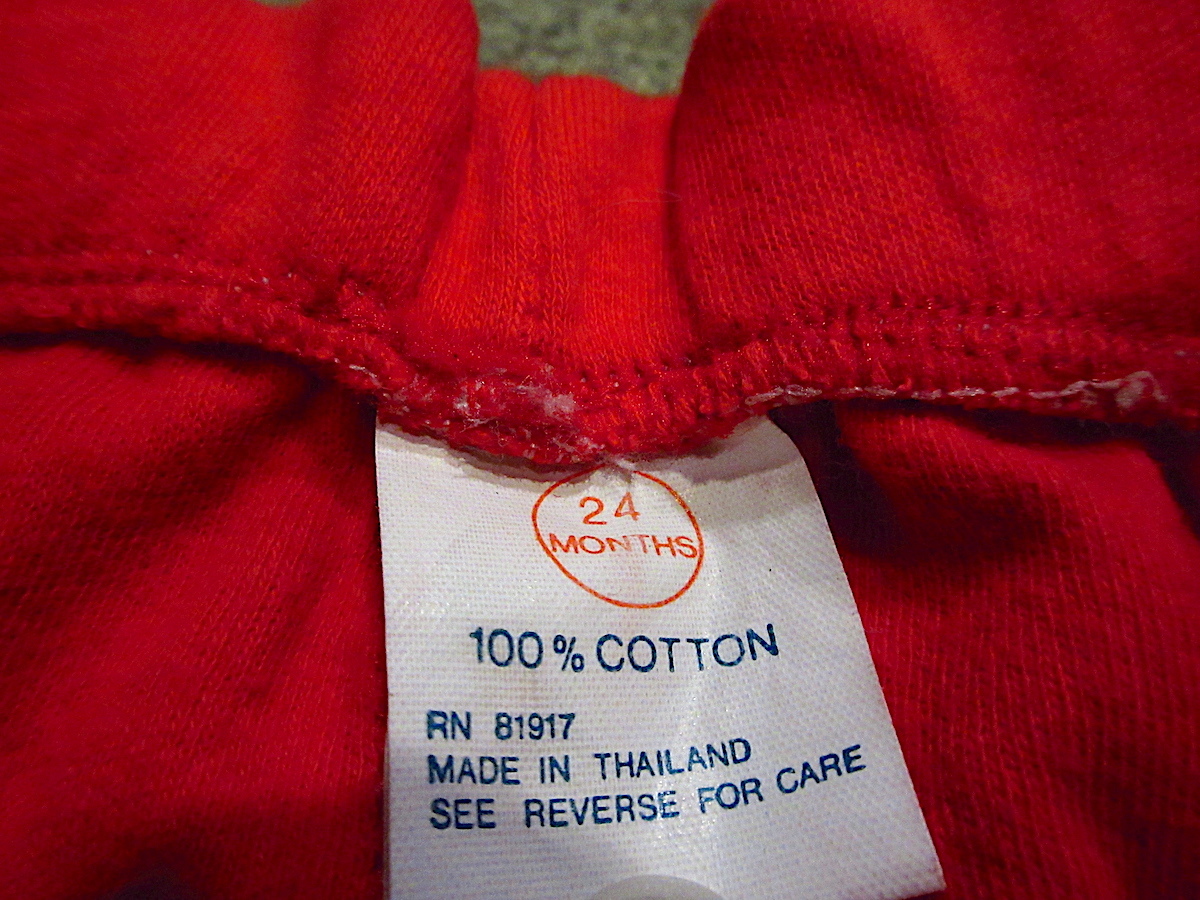 24
MONTHS
100% COTTON
RN 81917
MADE IN THAILAND
SEE REVERSE FOR CARE